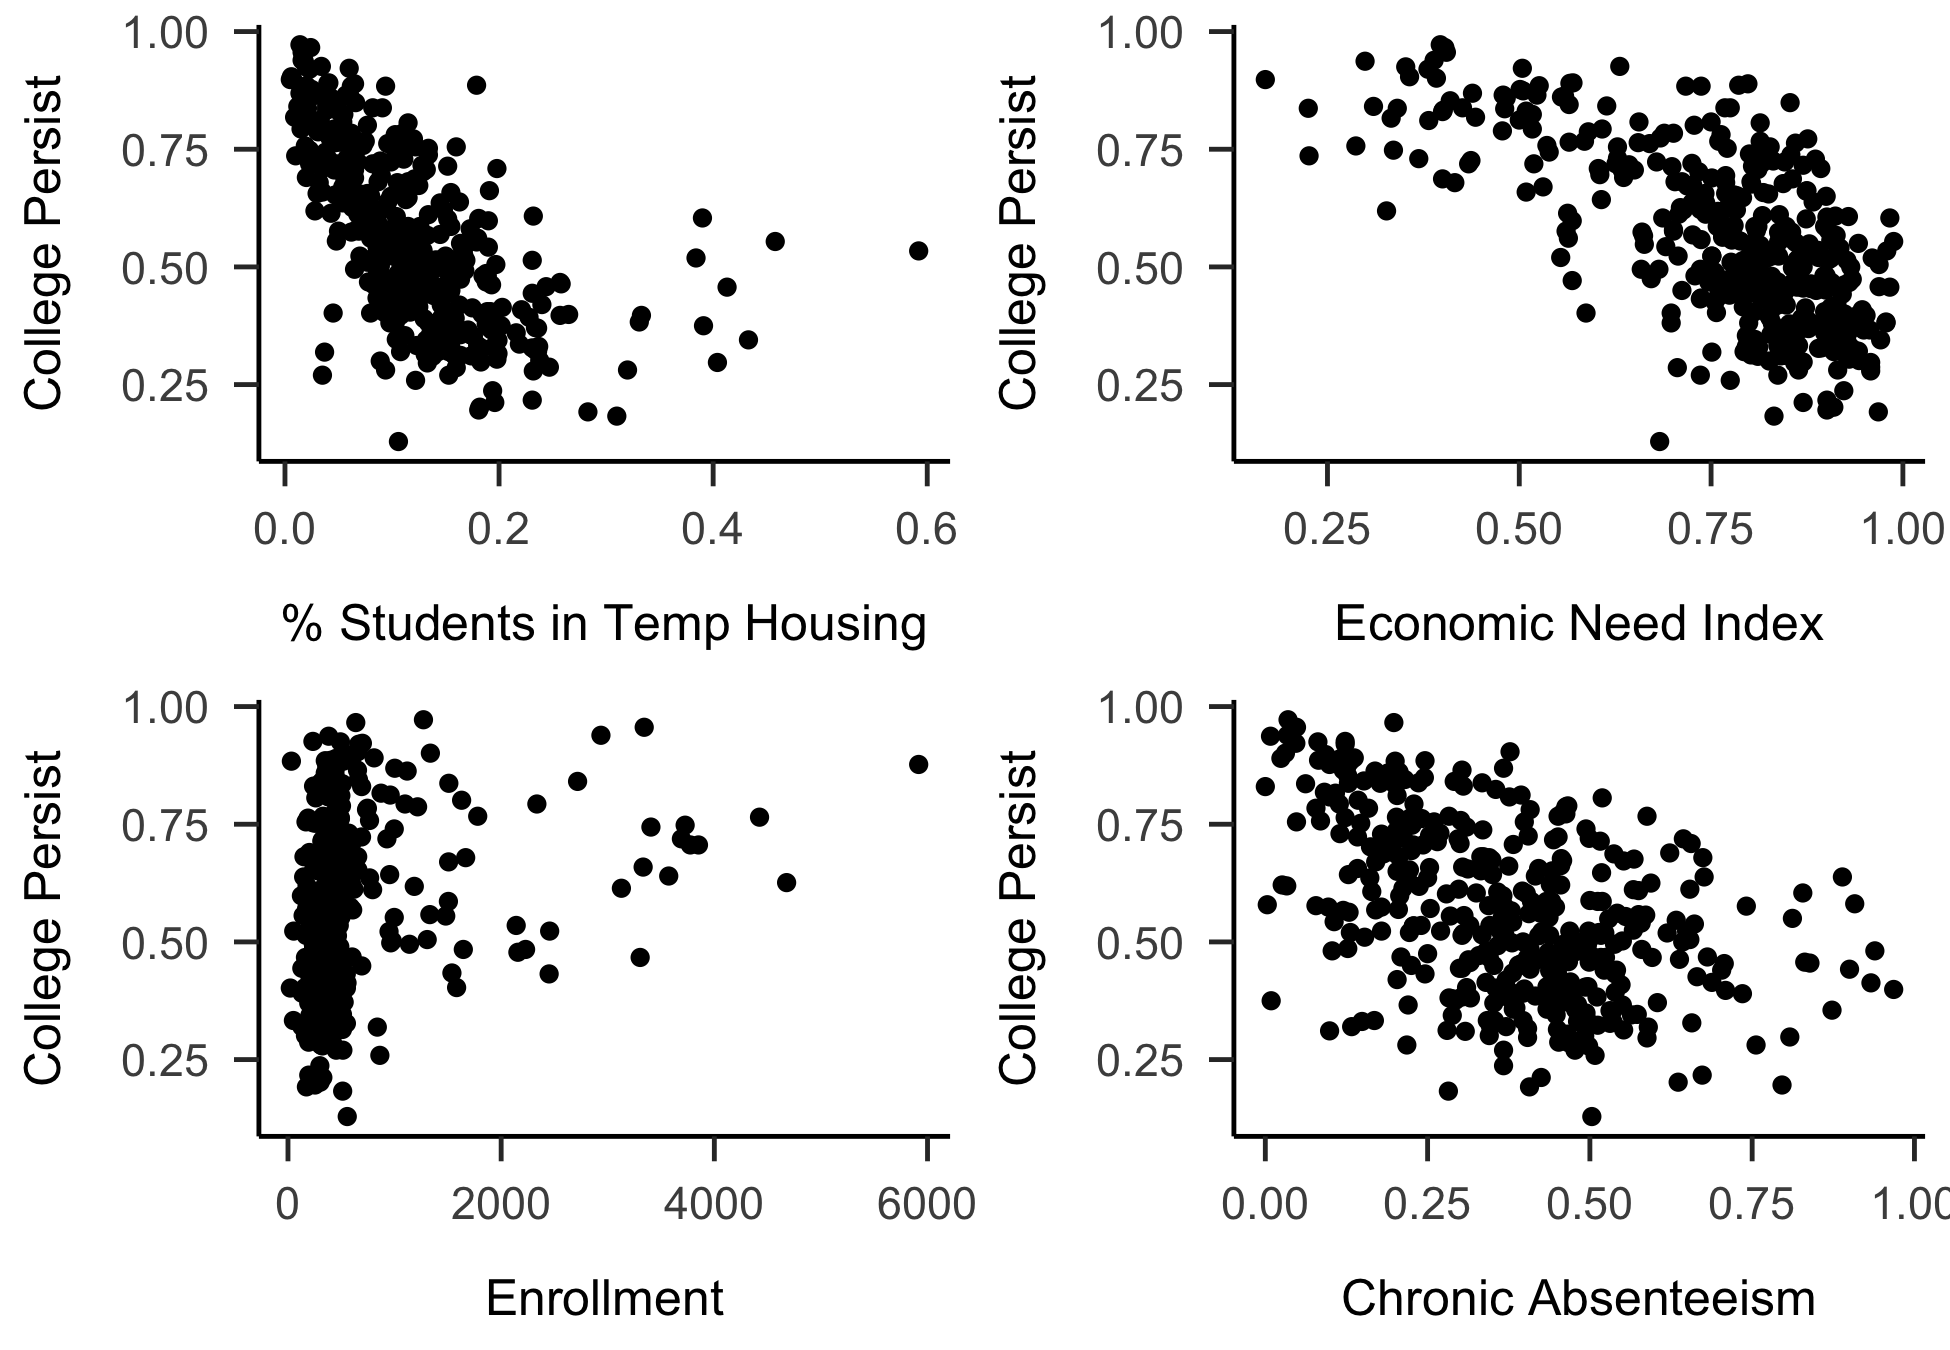 College Persist
1.00
0.75
0.50
0.25
0.0 0.2 0.4 0.6
% Students in Temp Housing
College Persist
1.00
0.75
0.50
0.25
0.25 0.50 0.75 1.00
Economic Need Index
College Persist
1.00
0.75
0.50
0.25
0 2000 4000 6000
Enrollment
College Persist
1.00
0.75
0.50
0.25
0.00 0.25 0.50 0.75 1.00
Chronic Absenteeism